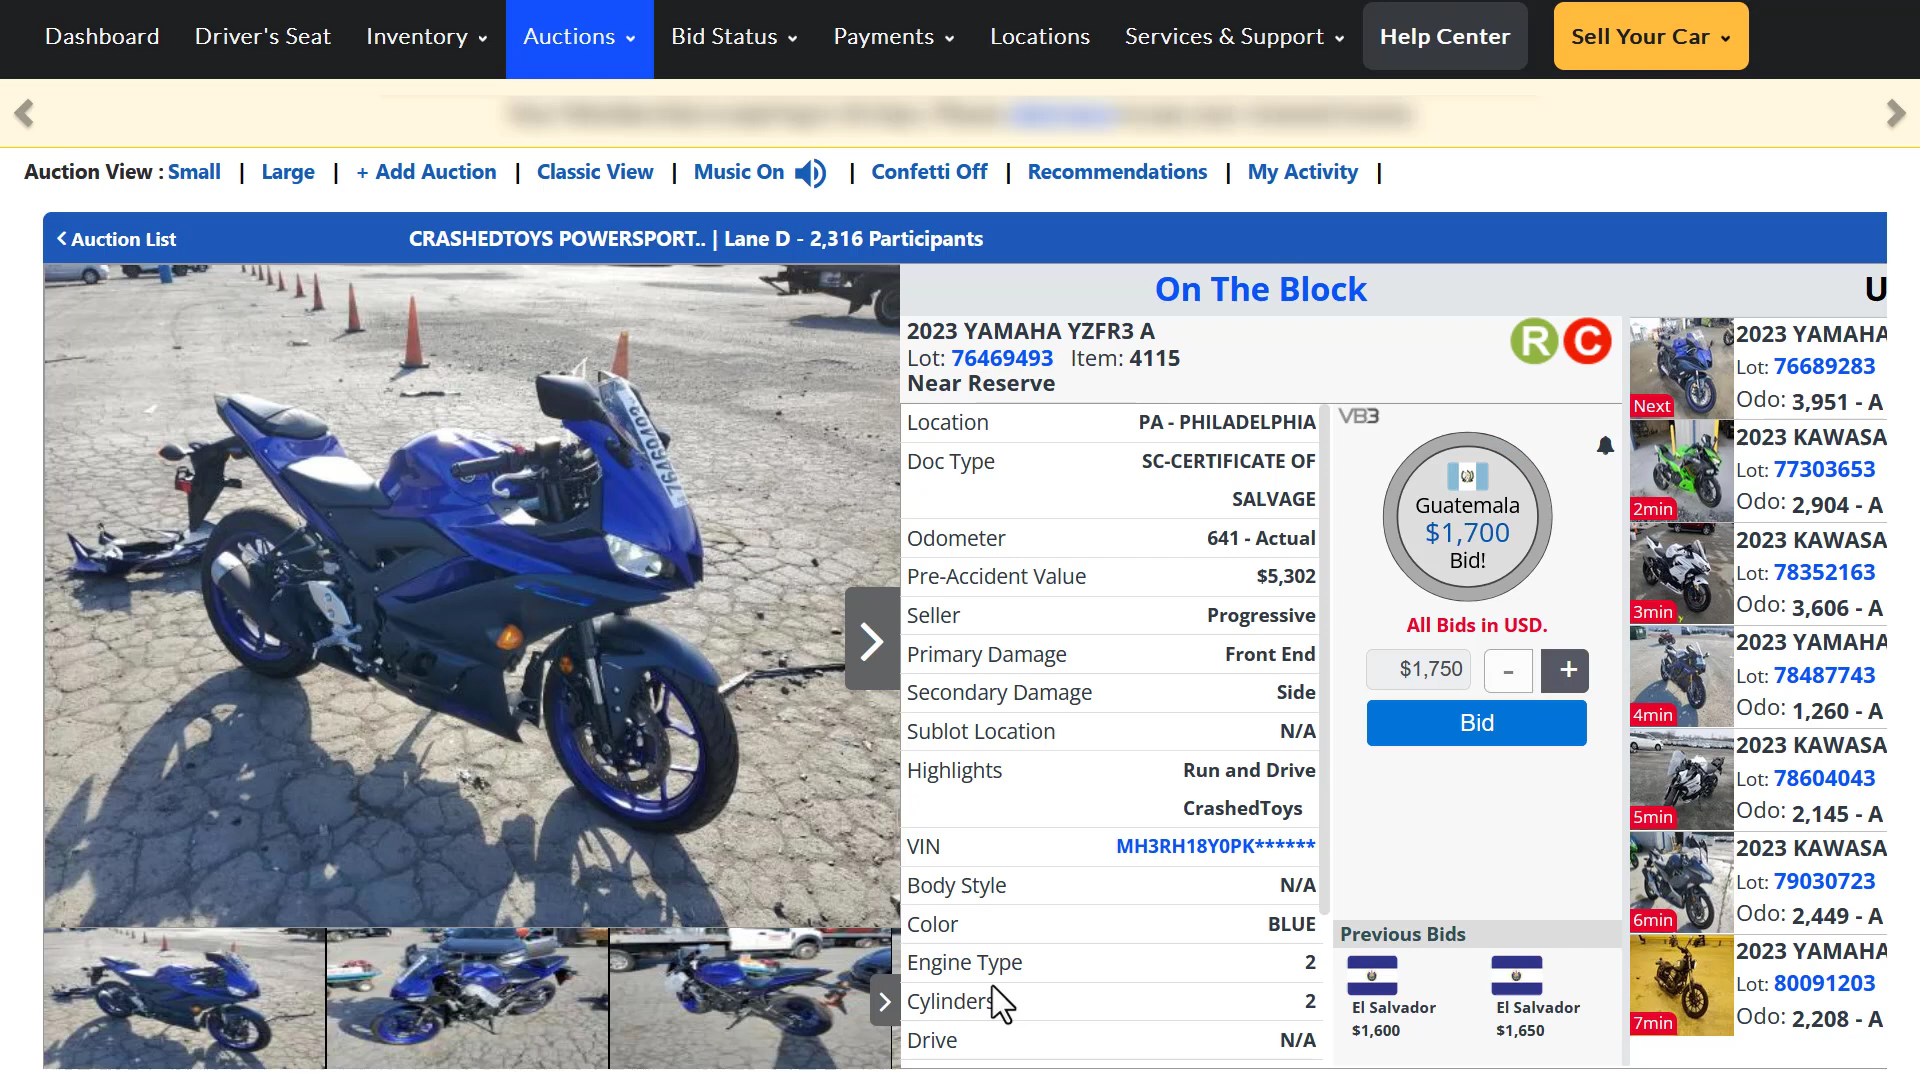 Dashboard Driver's Seat Inventory Auctions Bid Status Payments Locations Services & Support Help Center Sell Your Car
Auction View : Small | Large | + Add Auction | Classic View | Music On | Confetti Off | Recommendations | My Activity |
Auction List CRASHEDTOYS POWERSPORT.. | Lane D - 2,316 Participants
On The Block
U
2023 YAMAHA YZFR3 A
Lot: 76469493 Item: 4115
Near Reserve
R C
Location PA - PHILADELPHIA
Doc Type SC-CERTIFICATE OF
SALVAGE
Odometer 641 - Actual
Pre-Accident Value $5,302
Seller Progressive
Primary Damage Front End
Secondary Damage Side
Sublot Location N/A
Highlights Run and Drive
CrashedToys
VIN MH3RH18Y0PK******
Body Style N/A
Color BLUE
Engine Type 2
Cylinders 2
Drive N/A
VB3
Guatemala
$1,700
Bid!
All Bids in USD.
$1,750 - +
Bid
Previous Bids
El Salvador
$1,600
El Salvador
$1,650
2023 YAMAHA
Lot: 76689283
Odo: 3,951 - A
Next
2023 KAWASA
Lot: 77303653
Odo: 2,904 - A
2min
2023 KAWASA
Lot: 78352163
Odo: 3,606 - A
3min
2023 YAMAHA
Lot: 78487743
Odo: 1,260 - A
4min
2023 KAWASA
Lot: 78604043
Odo: 2,145 - A
5min
2023 KAWASA
Lot: 79030723
Odo: 2,449 - A
6min
2023 YAMAHA
Lot: 80091203
Odo: 2,208 - A
7min